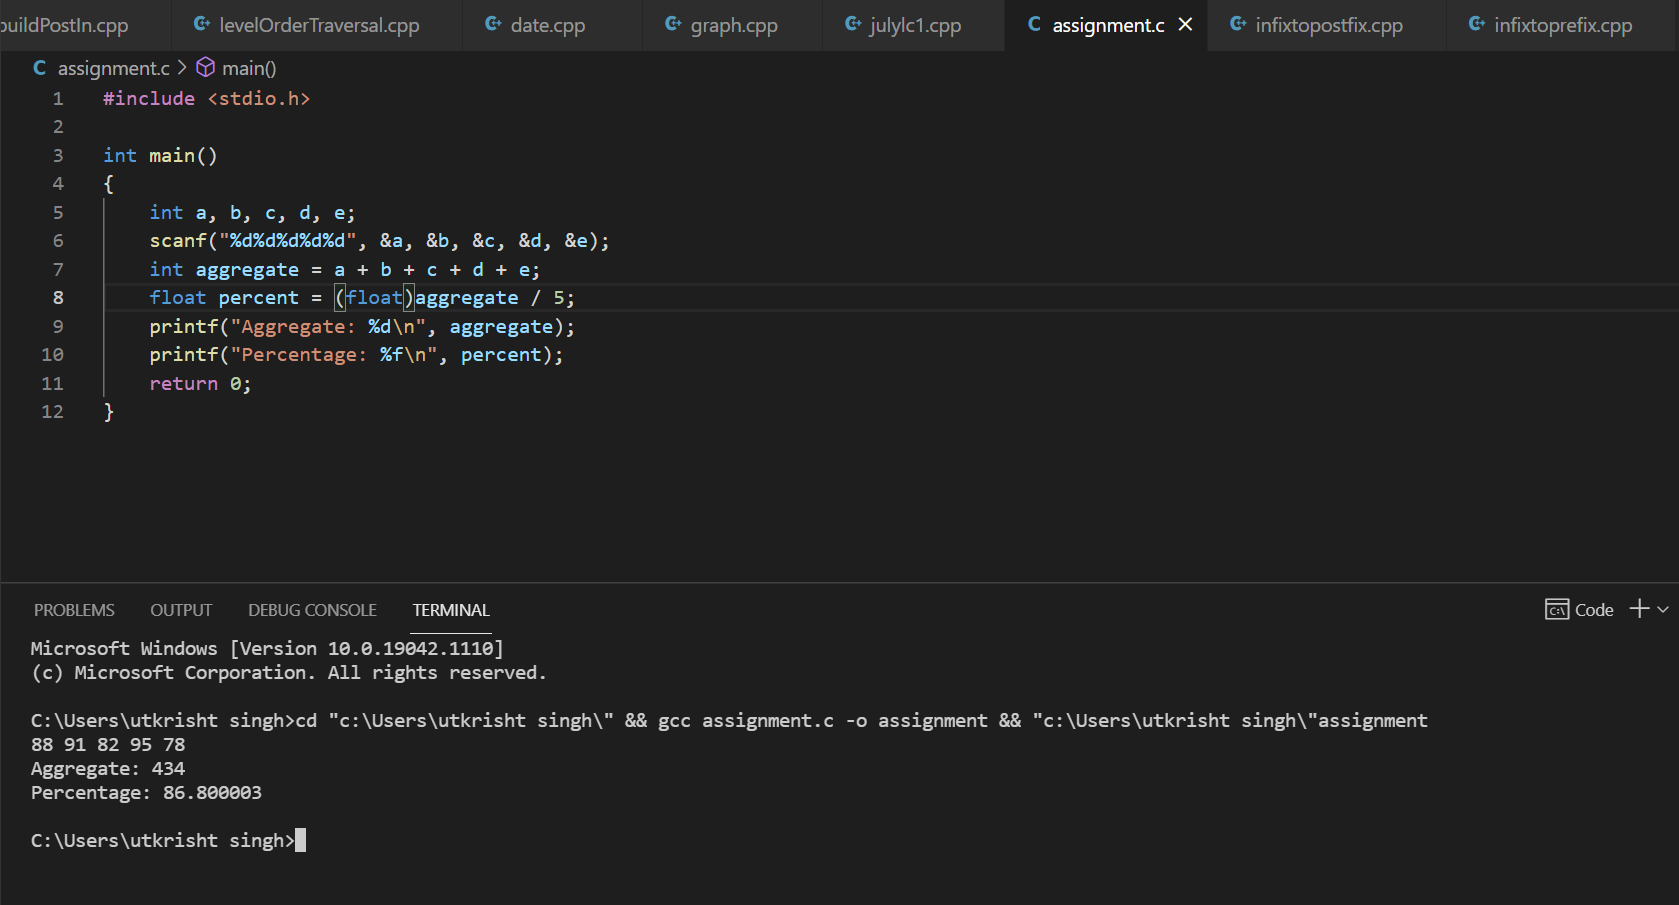 buildPostIn.cpp levelOrderTraversal.cpp date.cpp graph.cpp julylc1.cpp C assignment.c infixtopostfix.cpp infixtoprefix.cpp
C assignment.c > main()
1 #include <stdio.h>
2
3 int main()
4 {
5     int a, b, c, d, e;
6     scanf("%d%d%d%d%d", &a, &b, &c, &d, &e);
7     int aggregate = a + b + c + d + e;
8     float percent = (float)aggregate / 5;
9     printf("Aggregate: %d\n", aggregate);
10     printf("Percentage: %f\n", percent);
11     return 0;
12 }
PROBLEMS OUTPUT DEBUG CONSOLE TERMINAL Code
Microsoft Windows [Version 10.0.19042.1110]
(c) Microsoft Corporation. All rights reserved.
C:\Users\utkrisht singh>cd "c:\Users\utkrisht singh\" && gcc assignment.c -o assignment && "c:\Users\utkrisht singh\"assignment
88 91 82 95 78
Aggregate: 434
Percentage: 86.800003
C:\Users\utkrisht singh>